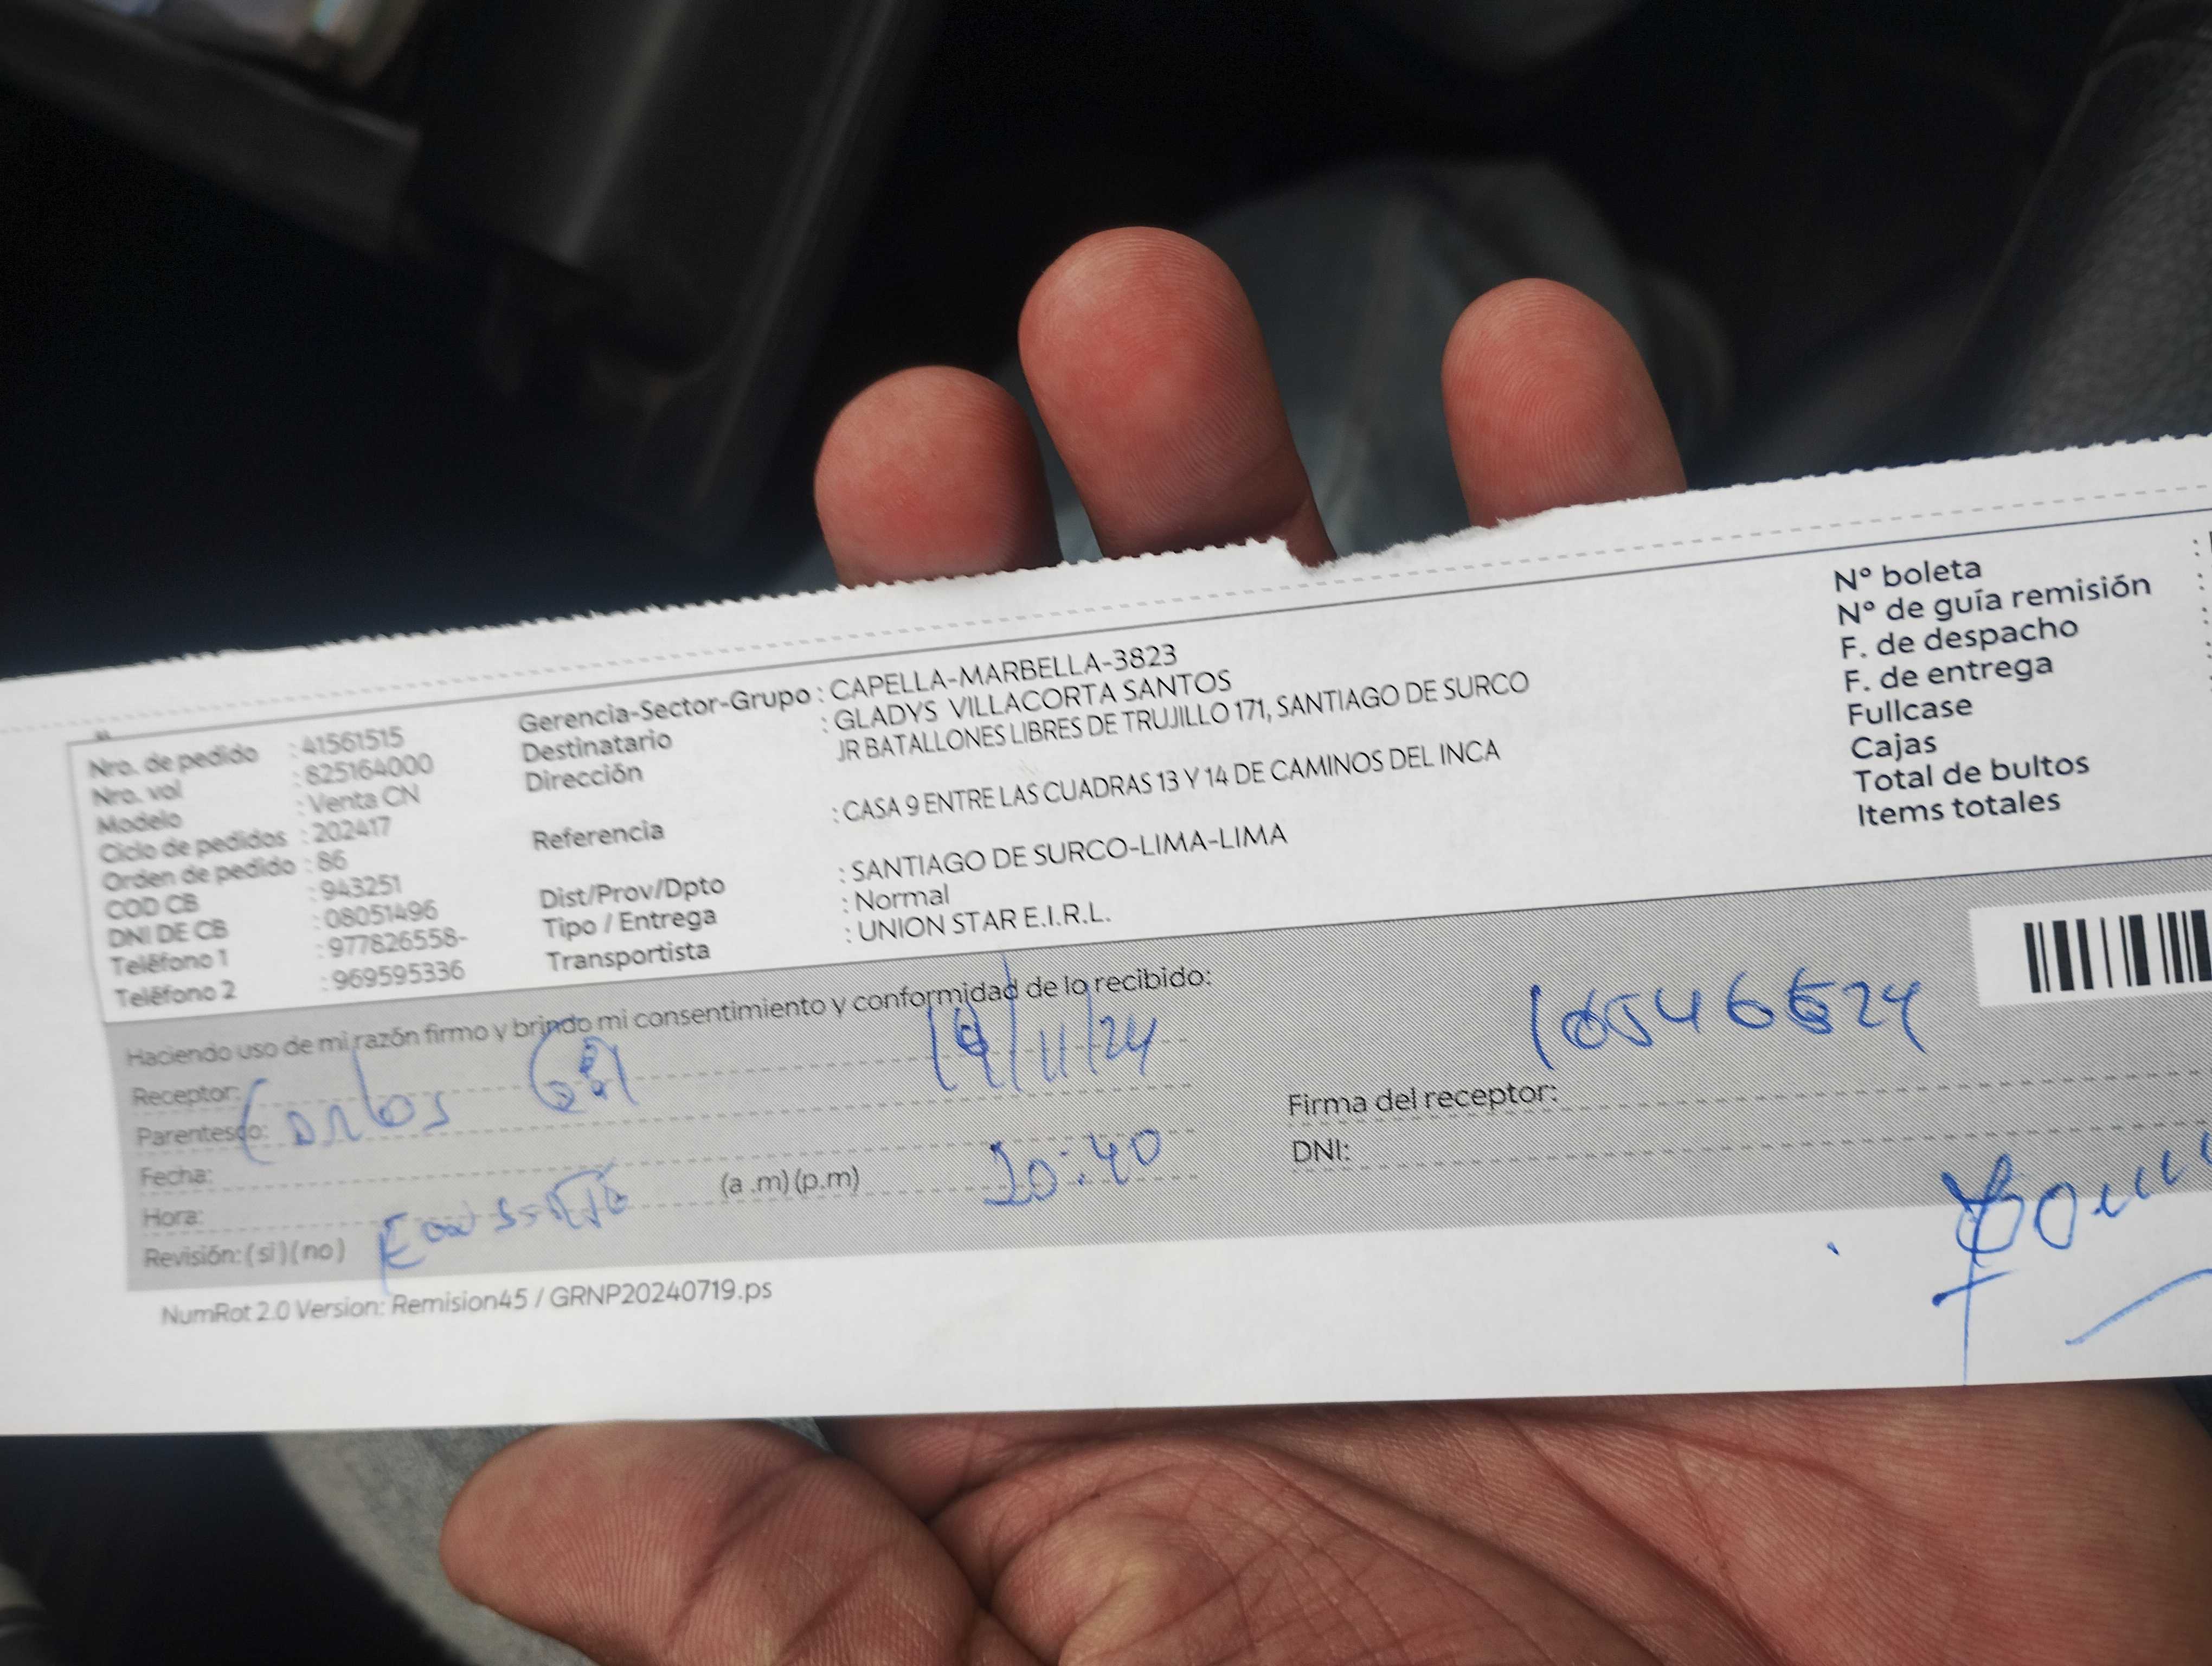 Nro. de pedido : 41561515
Nro. vol : 825164000
Modelo : Venta CN
Ciclo de pedidos : 202417
Orden de pedido : 86
COD CB : 943251
DNI DE CB : 08051496
Teléfono 1 : 977826558-
Teléfono 2 : 969595336
Gerencia-Sector-Grupo : CAPELLA-MARBELLA-3823
Destinatario : GLADYS VILLACORTA SANTOS
Dirección JR BATALLONES LIBRES DE TRUJILLO 171, SANTIAGO DE SURCO
Referencia : CASA 9 ENTRE LAS CUADRAS 13 Y 14 DE CAMINOS DEL INCA
Dist/Prov/Dpto : SANTIAGO DE SURCO-LIMA-LIMA
Tipo / Entrega : Normal
Transportista : UNION STAR E.I.R.L.
N° boleta :
N° de guía remisión :
F. de despacho :
F. de entrega :
Fullcase
Cajas
Total de bultos
Items totales
Haciendo uso de mi razón firmo y brindo mi consentimiento y conformidad de lo recibido:
Receptor:
Carlos
Parentesco:
Fecha:
Hora: (a .m) (p.m) 20:40
Revisión: ( si ) ( no )
Firma del receptor:
DNI:
NumRot 2.0 Version: Remision45 / GRNP20240719.ps